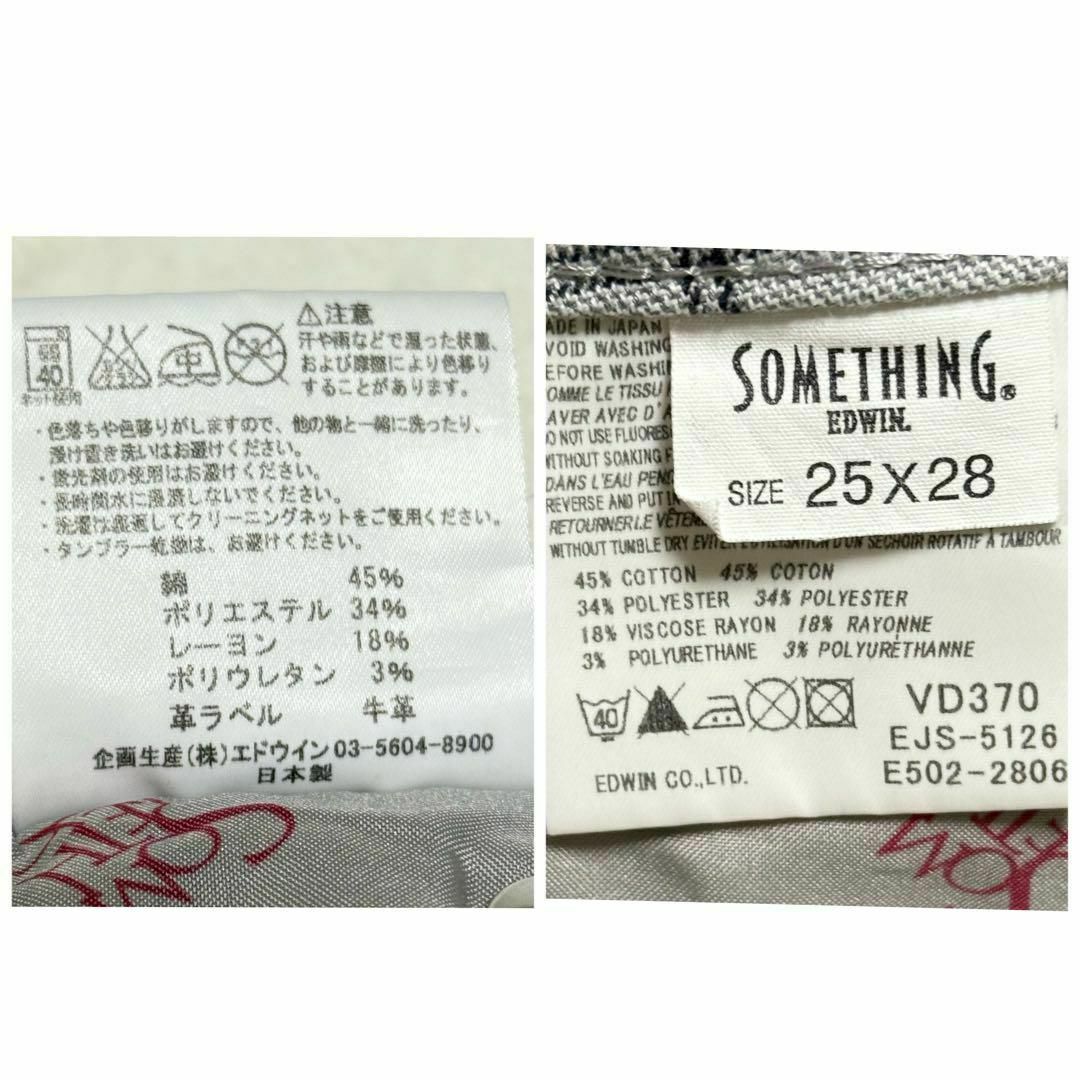 40
ネット使用
⚠注意
汗や雨などで湿った状態、
および摩擦により色移り
することがあります。
・色落ちや色移りがしますので、他の物と一緒に洗ったり、
浸け置き洗いはお避けください。
・蛍光剤の使用はお避けください。
・長時間水に浸漬しないでください。
・洗濯は裏返してクリーニングネットをご使用ください。
・タンブラー乾燥は、お避けください。
綿 45%
ポリエステル 34%
レーヨン 18%
ポリウレタン 3%
革ラベル 牛革
企画生産(株)エドウイン 03-5604-8900
日本製
ADE IN JAPAN
VOID WASHING
EFORE WASHI
OMME LE TISSU
AVER AVEC D'
O NOT USE FLUORES
WITHOUT SOAKING
DANS L'EAU PEN
REVERSE AND PUT IN
RETOURNER LE VÊTE
WITHOUT TUMBLE DRY ÉVITER L'UTILISATION D'UN SÉCHOIR ROTATIF À TAMBOUR
SOMETHING®
EDWIN.
SIZE 25X28
45% COTTON 45% COTON
34% POLYESTER 34% POLYESTER
18% VISCOSE RAYON 18% RAYONNE
3% POLYURETHANE 3% POLYURÉTHANNE
40
VD370
EJS-5126
E502-2806
EDWIN CO.,LTD.